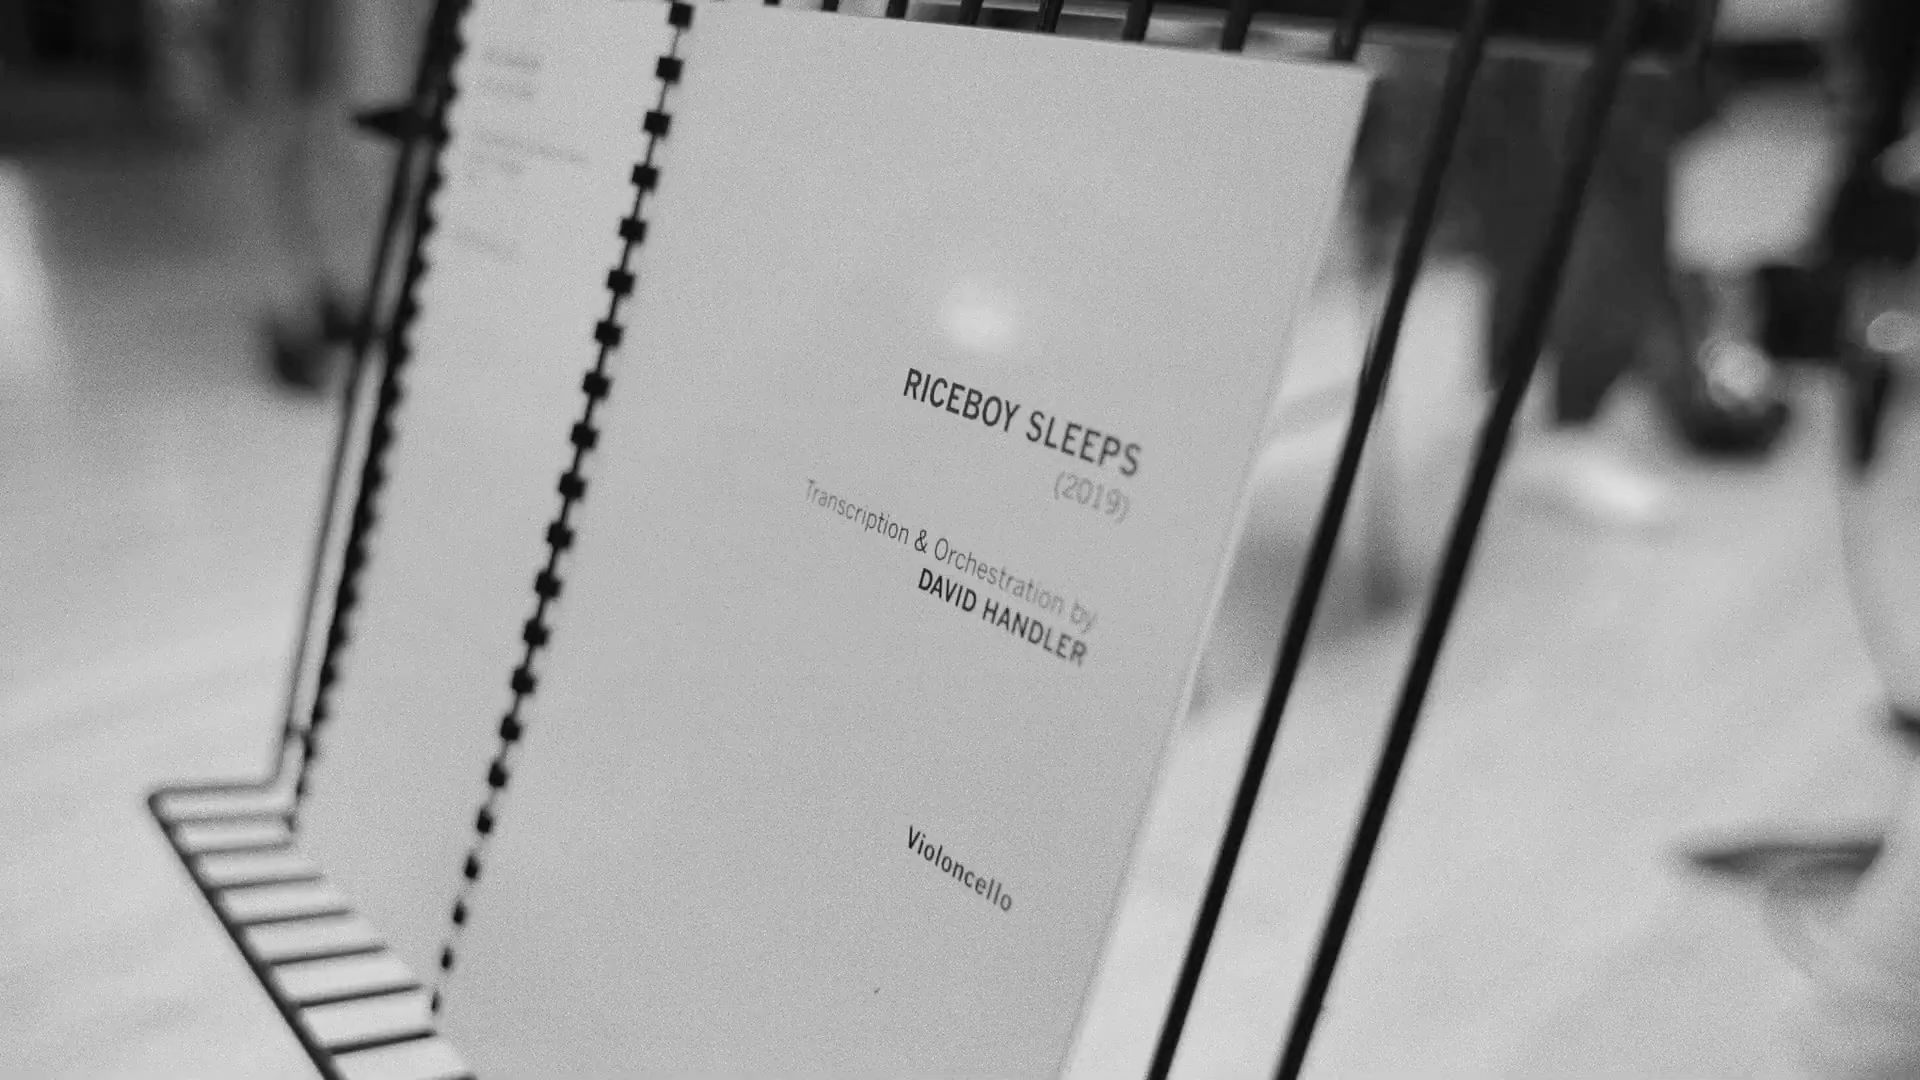 RICEBOY SLEEPS
(2019)
Transcription & Orchestration by
DAVID HANDLER
Violoncello